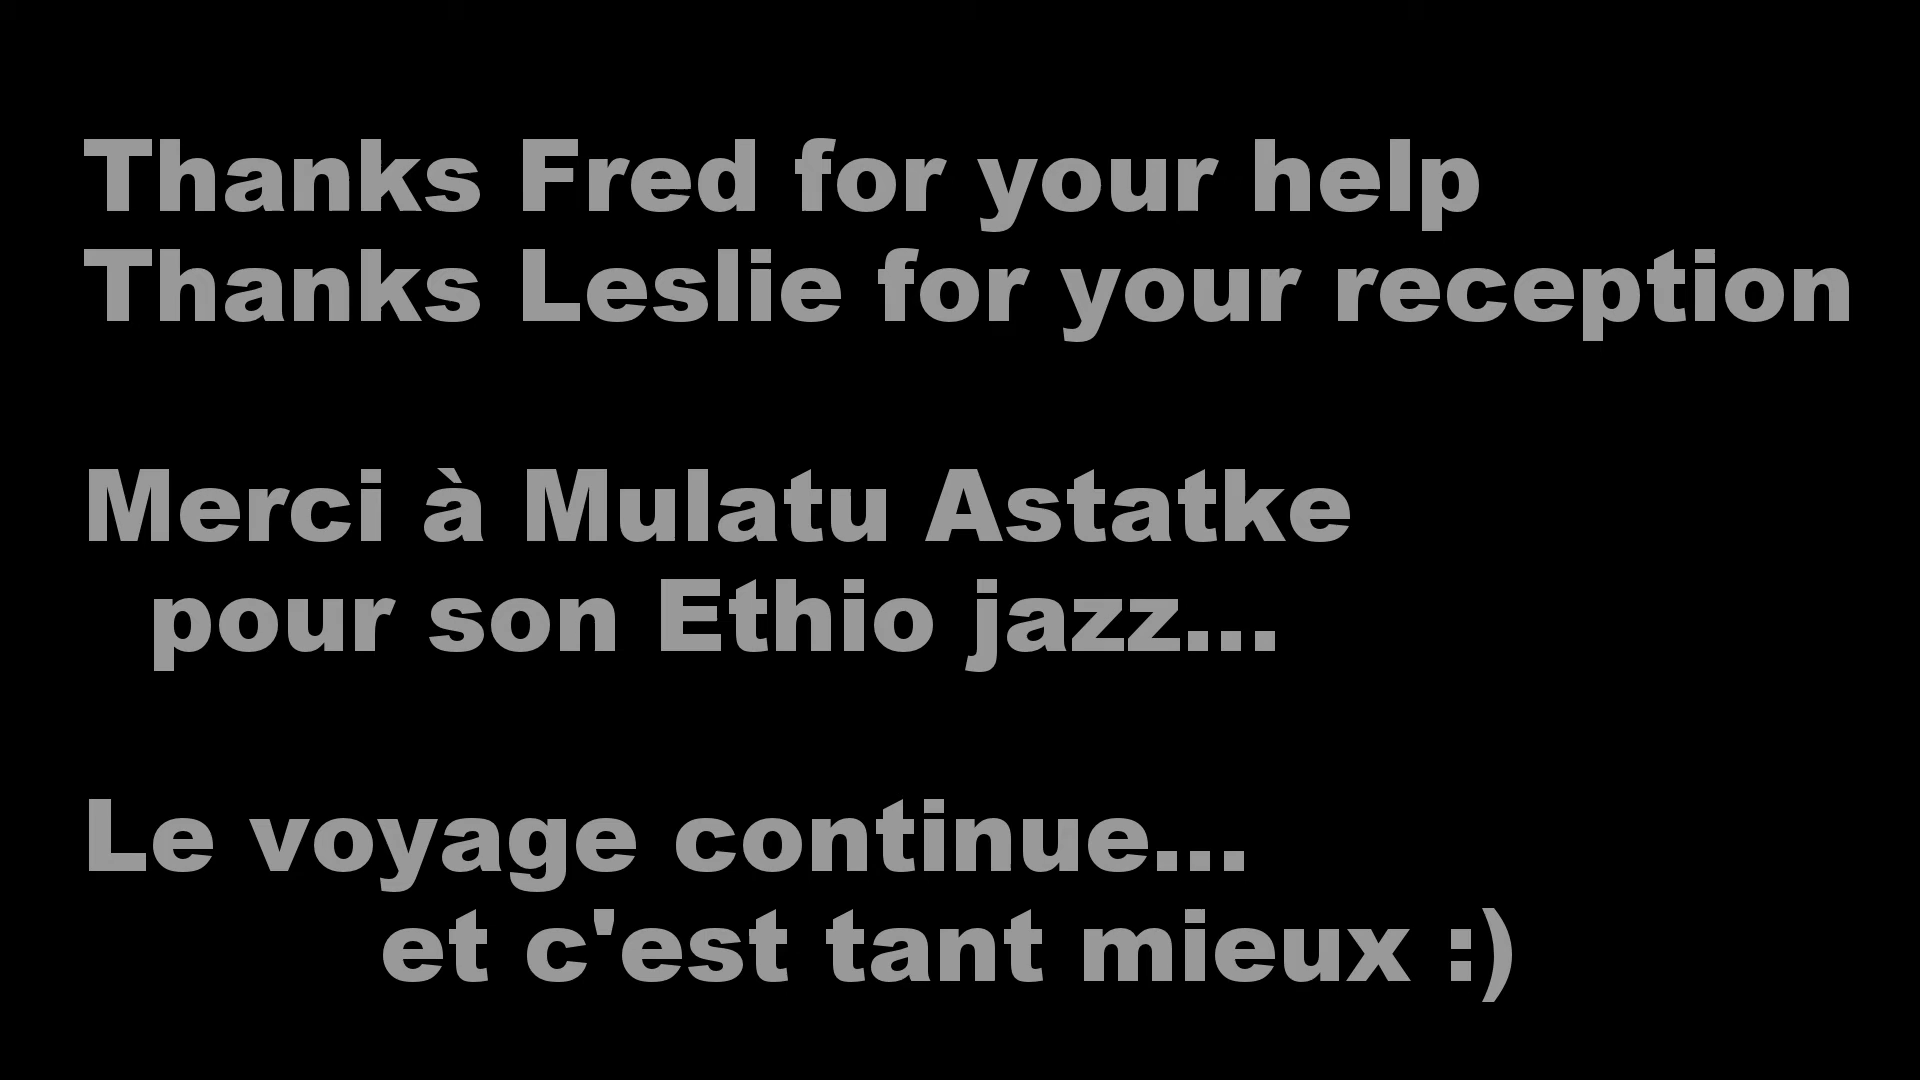 Thanks Fred for your help
Thanks Leslie for your reception
Merci à Mulatu Astatke
pour son Ethio jazz...
Le voyage continue...
et c'est tant mieux :)